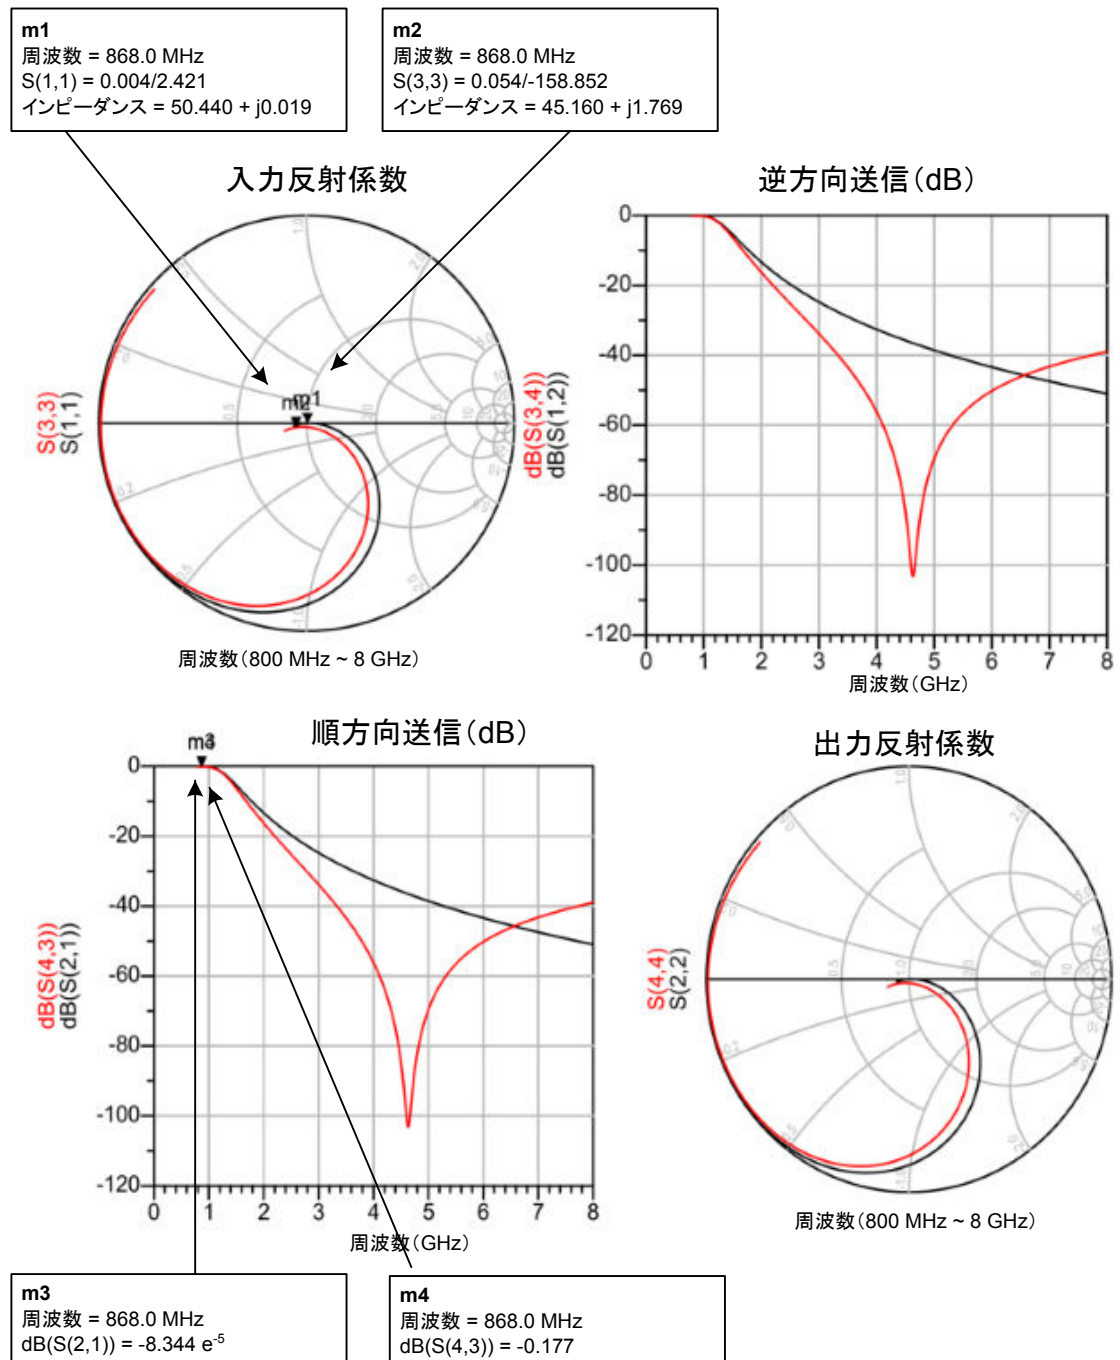 m1
周波数 = 868.0 MHz
S(1,1) = 0.004/2.421
インピーダンス = 50.440 + j0.019
m2
周波数 = 868.0 MHz
S(3,3) = 0.054/-158.852
インピーダンス = 45.160 + j1.769
入力反射係数
S(3,3)
S(1,1)
周波数(800 MHz ~ 8 GHz)
逆方向送信(dB)
dB(S(3,4))
dB(S(1,2))
0
-20
-40
-60
-80
-100
-120
0 1 2 3 4 5 6 7 8
周波数(GHz)
順方向送信(dB)
dB(S(4,3))
dB(S(2,1))
0
-20
-40
-60
-80
-100
-120
0 1 2 3 4 5 6 7 8
周波数(GHz)
出力反射係数
S(4,4)
S(2,2)
周波数(800 MHz ~ 8 GHz)
m3
周波数 = 868.0 MHz
dB(S(2,1)) = -8.344 e-5
m4
周波数 = 868.0 MHz
dB(S(4,3)) = -0.177